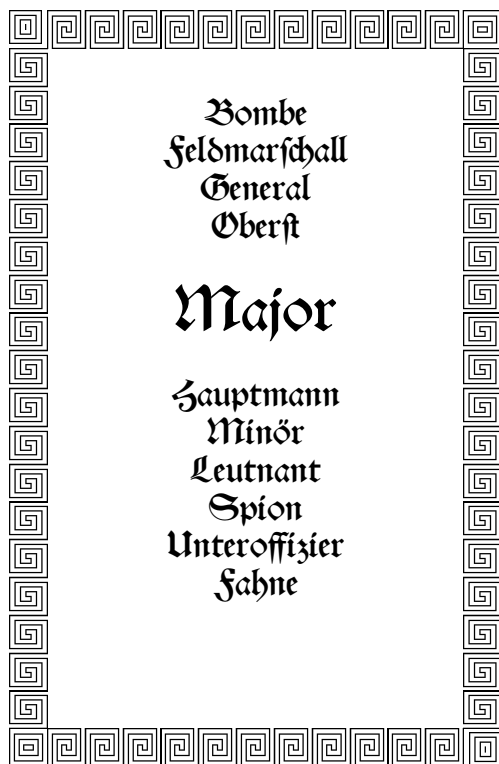 Bombe
Feldmarſchall
General
Oberſt
Major
Hauptmann
Minör
Leutnant
Spion
Unteroffizier
Fahne